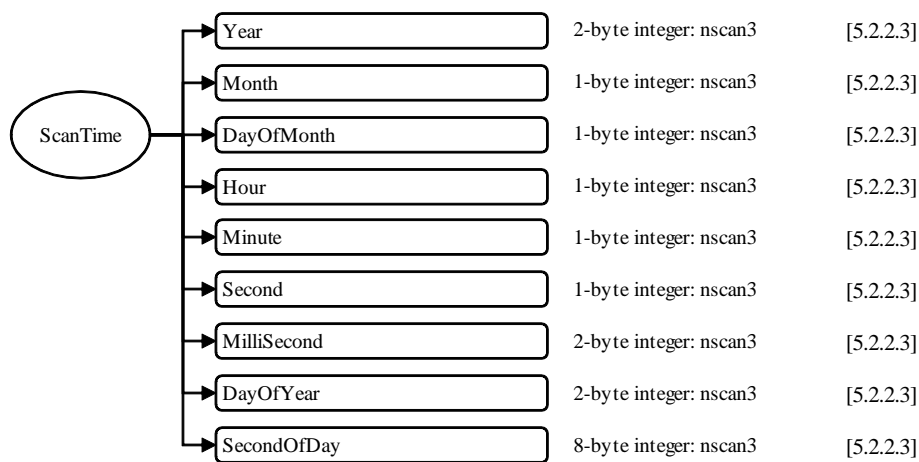 Year 2-byte integer: nscan3 [5.2.2.3]
Month 1-byte integer: nscan3 [5.2.2.3]
ScanTime DayOfMonth 1-byte integer: nscan3 [5.2.2.3]
Hour 1-byte integer: nscan3 [5.2.2.3]
Minute 1-byte integer: nscan3 [5.2.2.3]
Second 1-byte integer: nscan3 [5.2.2.3]
MilliSecond 2-byte integer: nscan3 [5.2.2.3]
DayOfYear 2-byte integer: nscan3 [5.2.2.3]
SecondOfDay 8-byte integer: nscan3 [5.2.2.3]